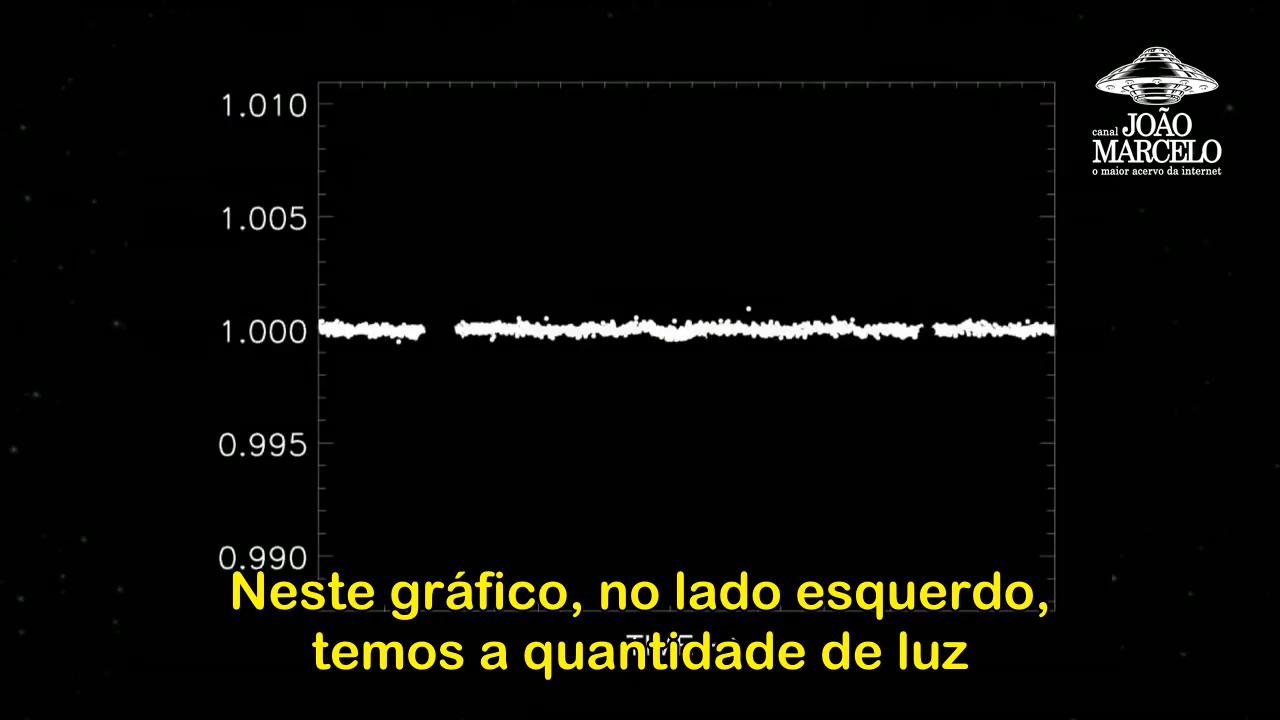 1.010
canal JOÃO
MARCELO
o maior acervo da internet
1.005
1.000
0.995
0.990
Neste gráfico, no lado esquerdo,
temos a quantidade de luz